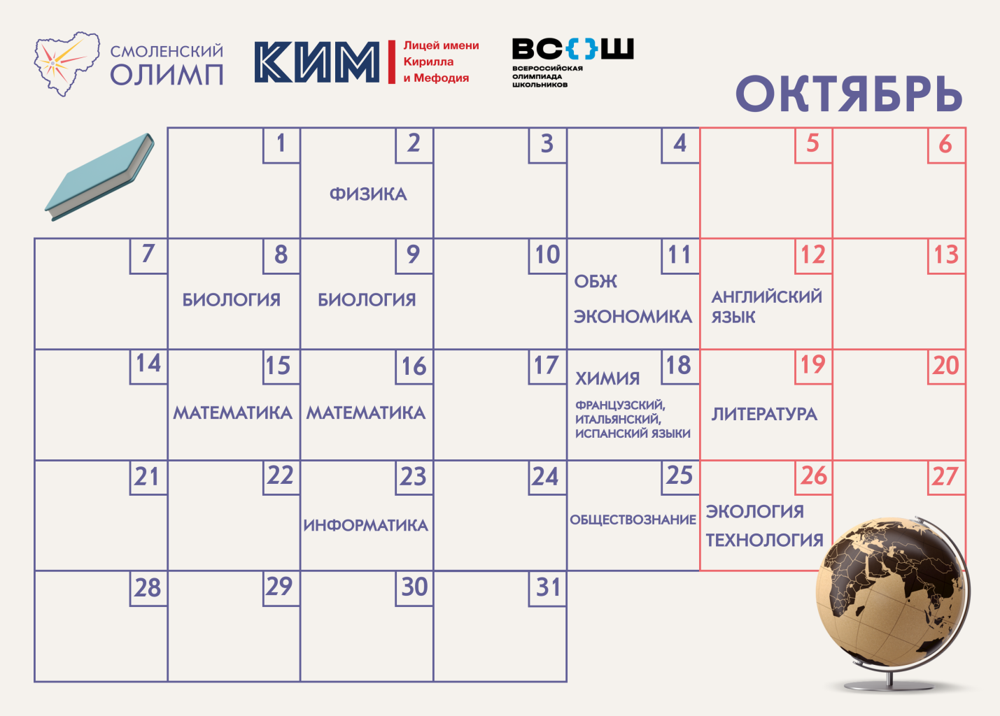 СМОЛЕНСКИЙ
ОЛИМП
КИМ
Лицей имени
Кирилла
и Мефодия
ВС{}Ш
ВСЕРОССИЙСКАЯ
ОЛИМПИАДА
ШКОЛЬНИКОВ
ОКТЯБРЬ
1
2
ФИЗИКА
3
4
5
6
7
8
БИОЛОГИЯ
9
БИОЛОГИЯ
10
11
ОБЖ
ЭКОНОМИКА
12
АНГЛИЙСКИЙ
ЯЗЫК
13
14
15
МАТЕМАТИКА
16
МАТЕМАТИКА
17
18
ХИМИЯ
ФРАНЦУЗСКИЙ,
ИТАЛЬЯНСКИЙ,
ИСПАНСКИЙ ЯЗЫКИ
19
ЛИТЕРАТУРА
20
21
22
23
ИНФОРМАТИКА
24
25
ОБЩЕСТВОЗНАНИЕ
26
ЭКОЛОГИЯ
ТЕХНОЛОГИЯ
27
28
29
30
31